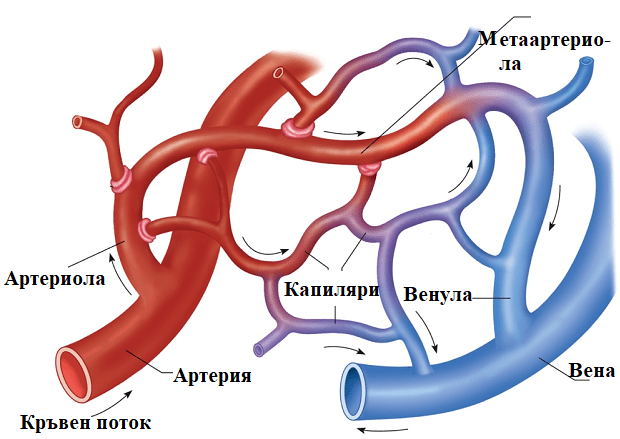 Метаартерио-
ла
Артериола
Капиляри
Венула
Артерия
Вена
Кръвен поток